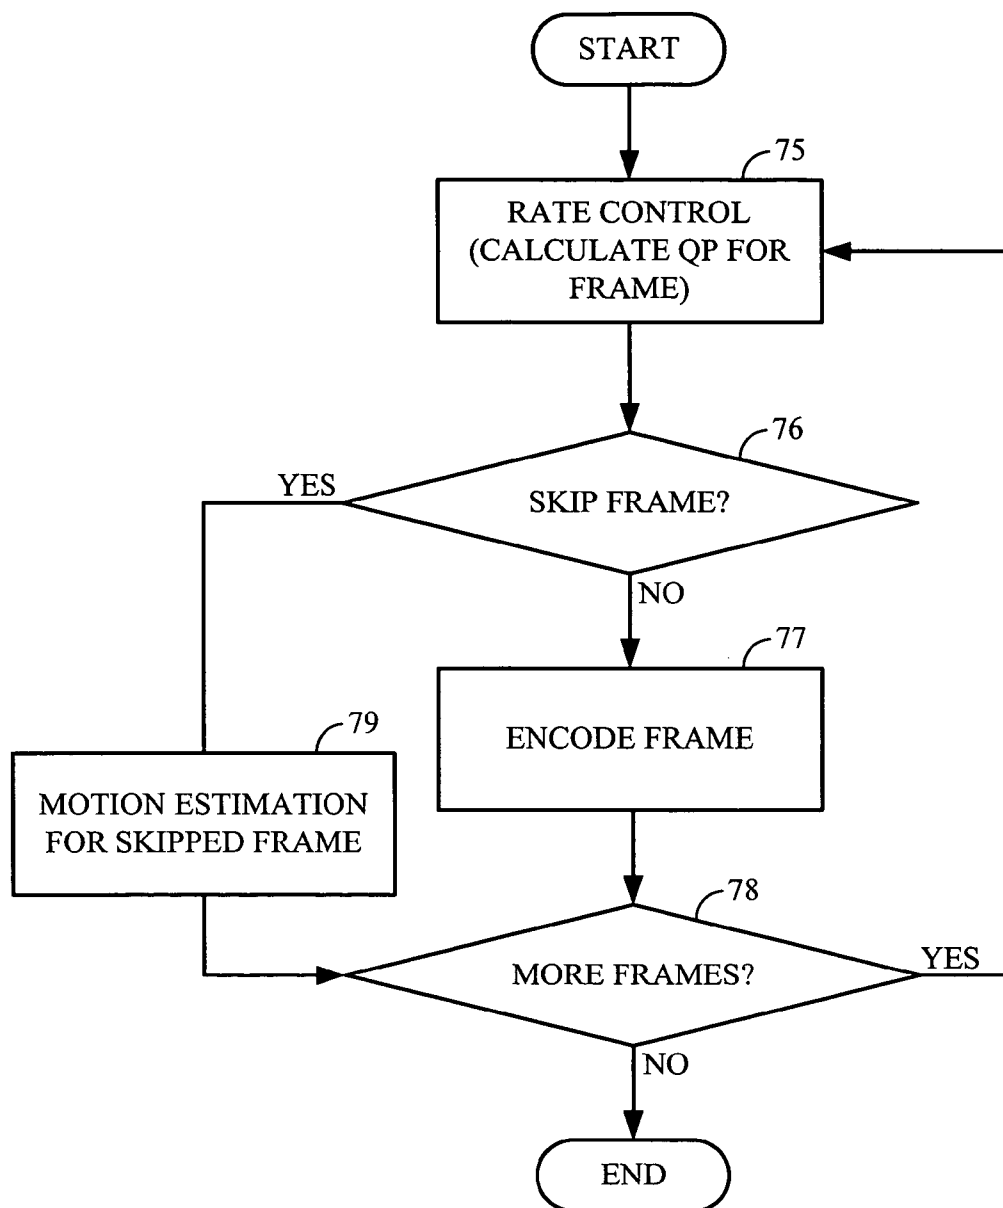 START
75
RATE CONTROL
(CALCULATE QP FOR
FRAME)
76
YES
SKIP FRAME?
NO
77
ENCODE FRAME
79
MOTION ESTIMATION
FOR SKIPPED FRAME
78
MORE FRAMES?
YES
NO
END